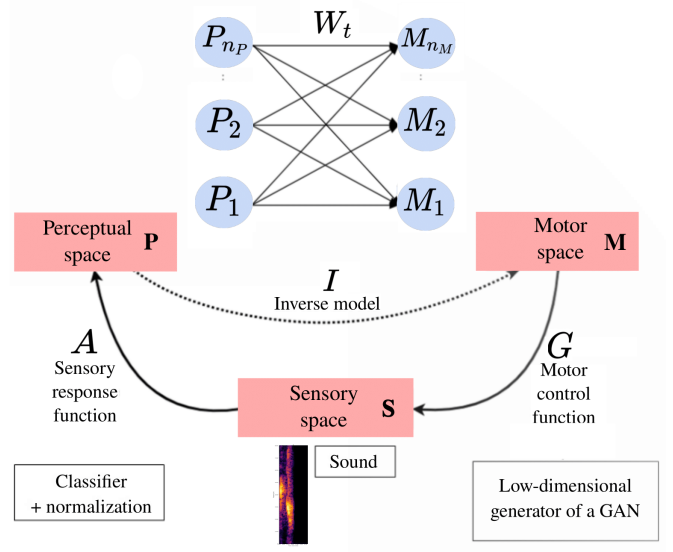 W_t
P_{n_P}
M_{n_M}
:
:
P_2
M_2
P_1
M_1
Perceptual
space P
Motor
space M
I
Inverse model
A
Sensory
response
function
G
Motor
control
function
Sensory
space S
Sound
Classifier
+ normalization
Low-dimensional
generator of a GAN